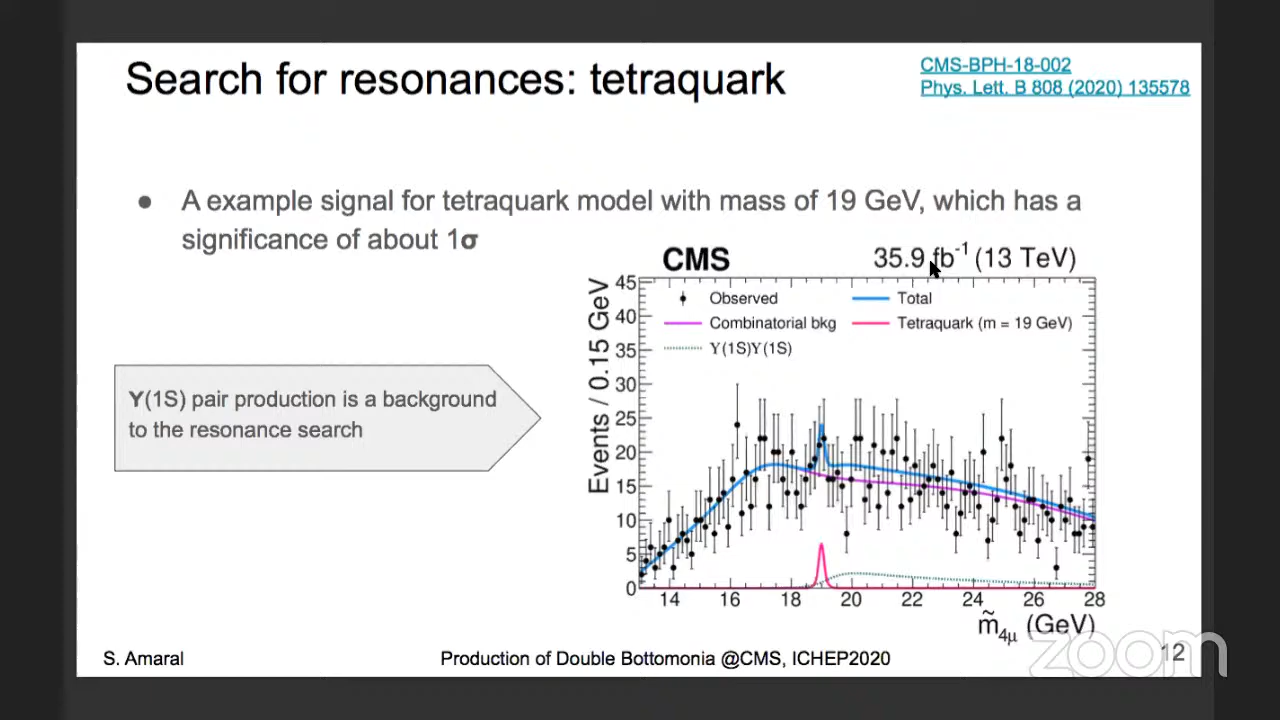 Search for resonances: tetraquark
CMS-BPH-18-002
Phys. Lett. B 808 (2020) 135578
● A example signal for tetraquark model with mass of 19 GeV, which has a
significance of about 1σ
CMS 35.9 fb⁻¹ (13 TeV)
Events / 0.15 GeV
Observed
Total
Combinatorial bkg
Tetraquark (m = 19 GeV)
ϒ(1S)ϒ(1S)
45
40
35
30
25
20
15
10
5
0
14 16 18 20 22 24 26 28
m̃₄μ (GeV)
ϒ(1S) pair production is a background
to the resonance search
S. Amaral
Production of Double Bottomonia @CMS, ICHEP2020
12
zoom